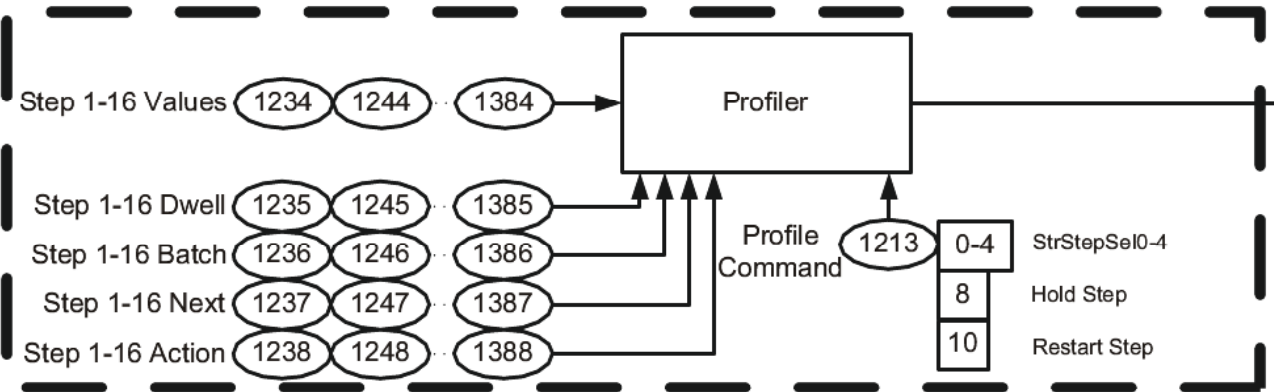 Step 1-16 Values 1234 1244 ·· 1384 Profiler
Step 1-16 Dwell 1235 1245 ·· 1385
Step 1-16 Batch 1236 1246 ·· 1386
Step 1-16 Next 1237 1247 ·· 1387
Step 1-16 Action 1238 1248 ·· 1388
Profile
Command
1213 0-4 StrStepSel0-4
8 Hold Step
10 Restart Step